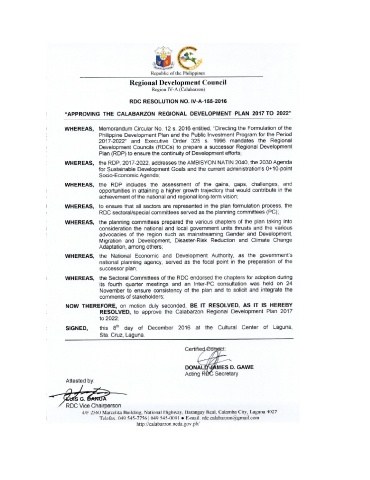 Republic of the Philippines
Regional Development Council
Region IV-A (Calabarzon)
RDC RESOLUTION NO. IV-A-155-2016
"APPROVING THE CALABARZON REGIONAL DEVELOPMENT PLAN 2017 TO 2022"
WHEREAS, Memorandum Circular No. 12 s. 2016 entitled, "Directing the Formulation of the
Philippine Development Plan and the Public Investment Program for the Period
2017-2022" and Executive Order 325 s. 1996 mandates the Regional
Development Councils (RDCs) to prepare a successor Regional Development
Plan (RDP) to ensure the continuity of Development efforts;
WHEREAS, the RDP, 2017-2022, addresses the AMBISYON NATIN 2040, the 2030 Agenda
for Sustainable Development Goals and the current administration's 0+10 point
Socio-Economic Agenda;
WHEREAS, the RDP includes the assessment of the gains, gaps, challenges, and
opportunities in attaining a higher growth trajectory that would contribute in the
achievement of the national and regional long-term vision;
WHEREAS, to ensure that all sectors are represented in the plan formulation process, the
RDC sectoral/special committees served as the planning committees (PC);
WHEREAS, the planning committees prepared the various chapters of the plan taking into
consideration the national and local government units thrusts and the various
advocacies of the region such as mainstreaming Gender and Development,
Migration and Development, Disaster-Risk Reduction and Climate Change
Adaptation, among others;
WHEREAS, the National Economic and Development Authority, as the government's
national planning agency, served as the focal point in the preparation of the
successor plan;
WHEREAS, the Sectoral Committees of the RDC endorsed the chapters for adoption during
its fourth quarter meetings and an Inter-PC consultation was held on 24
November to ensure consistency of the plan and to solicit and integrate the
comments of stakeholders;
NOW THEREFORE, on motion duly seconded, BE IT RESOLVED, AS IT IS HEREBY
RESOLVED, to approve the Calabarzon Regional Development Plan 2017
to 2022.
SIGNED, this 6th day of December 2016 at the Cultural Center of Laguna,
Sta. Cruz, Laguna.
Certified Correct:
DONALD JAMES D. GAWE
Acting RDC Secretary
Attested by:
LUIS G. BANUA
RDC Vice Chairperson
4/F Marcelita Building, National Highway, Barangay Real, Calamba City, Laguna 4027
Telefax: 049 545-7756 | 049 545-0001 ● E-mail:
http://calabarzon.neda.gov.ph/